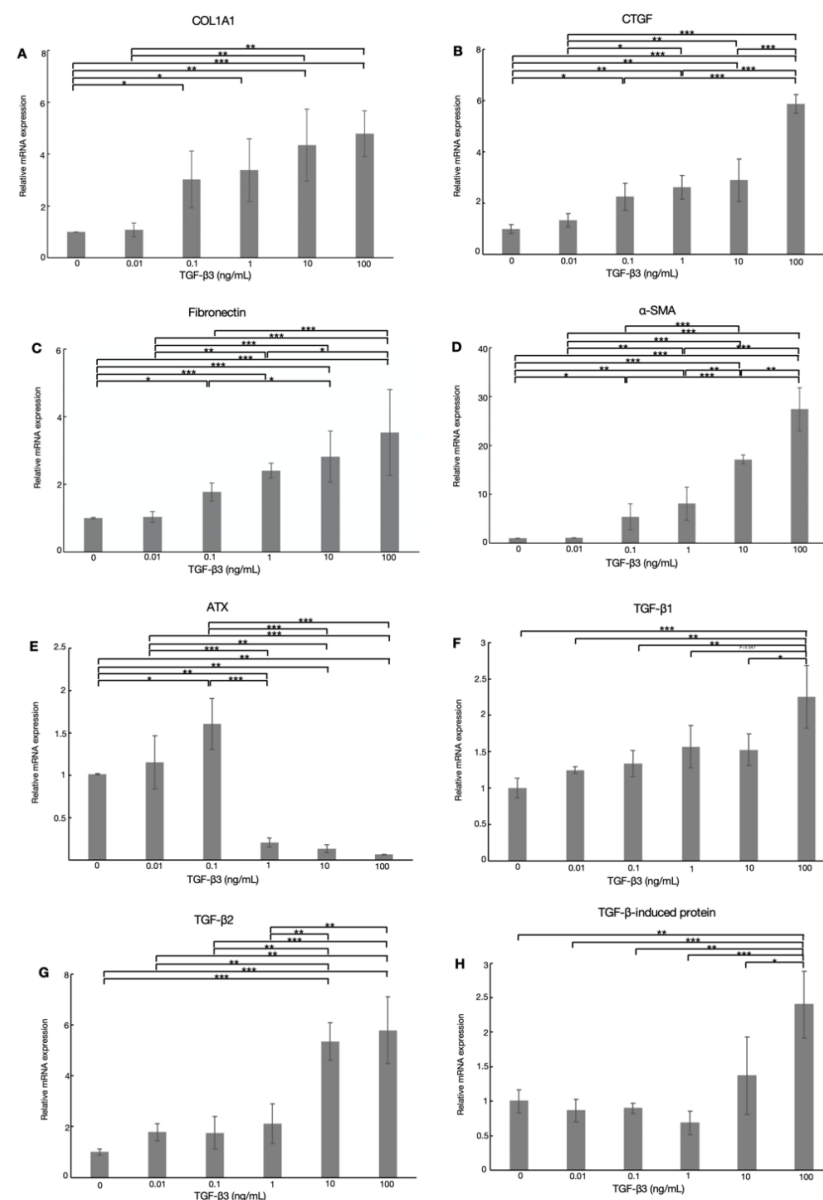 COL1A1
A
**
**
***
**
*
*
Relative mRNA expression
8
6
4
2
0
0 0.01 0.1 1 10 100
TGF-β3 (ng/mL)
CTGF
B
***
**
* ***
***
**
** ***
* ***
Relative mRNA expression
8
6
4
2
0
0 0.01 0.1 1 10 100
TGF-β3 (ng/mL)
Fibronectin
C
***
***
***
** *
***
***
***
* *
Relative mRNA expression
6
4
2
0
0 0.01 0.1 1 10 100
TGF-β3 (ng/mL)
α-SMA
D
***
***
***
** ***
***
***
** ** **
* ***
Relative mRNA expression
40
30
20
10
0
0 0.01 0.1 1 10 100
TGF-β3 (ng/mL)
ATX
E
***
***
***
**
***
**
**
**
* ***
Relative mRNA expression
2.5
2
1.5
1
0.5
0 0.01 0.1 1 10 100
TGF-β3 (ng/mL)
TGF-β1
F
***
**
**
*
Relative mRNA expression
3
2.5
2
1.5
1
0.5
0
0 0.01 0.1 1 10 100
TGF-β3 (ng/mL)
TGF-β2
G
**
**
***
**
**
**
***
***
Relative mRNA expression
8
6
4
2
0
0 0.01 0.1 1 10 100
TGF-β3 (ng/mL)
TGF-β-induced protein
H
**
***
**
***
*
Relative mRNA expression
3
2.5
2
1.5
1
0.5
0
0 0.01 0.1 1 10 100
TGF-β3 (ng/mL)